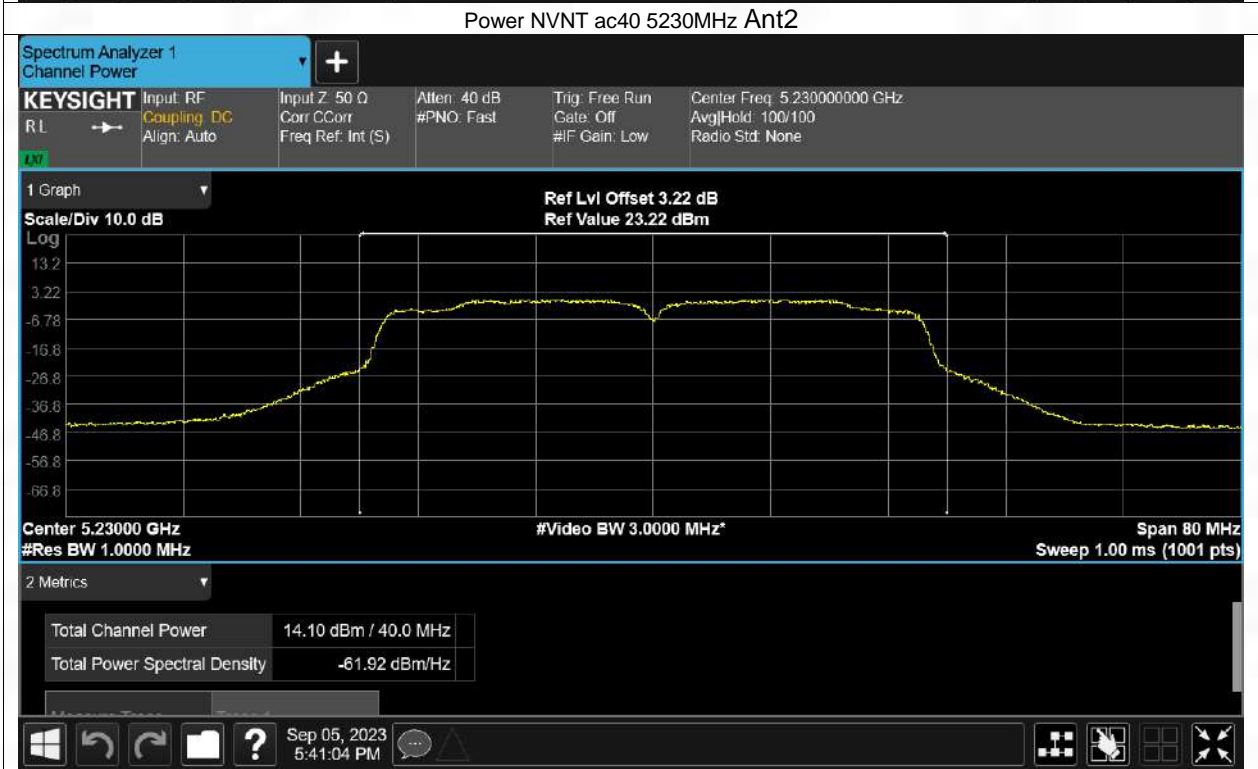 Power NVNT ac40 5230MHz Ant2
Spectrum Analyzer 1
Channel Power
+
KEYSIGHT
R L
LXI
Input: RF
Coupling: DC
Align: Auto
Input Z: 50 Ω
Corr CCorr
Freq Ref: Int (S)
Atten: 40 dB
#PNO: Fast
Trig: Free Run
Gate: Off
#IF Gain: Low
Center Freq: 5.230000000 GHz
Avg|Hold: 100/100
Radio Std: None
1 Graph
Scale/Div 10.0 dB
Ref Lvl Offset 3.22 dB
Ref Value 23.22 dBm
Log
13.2
3.22
-6.78
-16.8
-26.8
-36.8
-46.8
-56.8
-66.8
Center 5.23000 GHz
#Video BW 3.0000 MHz*
Span 80 MHz
#Res BW 1.0000 MHz
Sweep 1.00 ms (1001 pts)
2 Metrics
Total Channel Power 14.10 dBm / 40.0 MHz
Total Power Spectral Density -61.92 dBm/Hz
?
Sep 05, 2023
5:41:04 PM